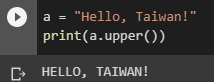 a = "Hello, Taiwan!"
print(a.upper())
HELLO, TAIWAN!